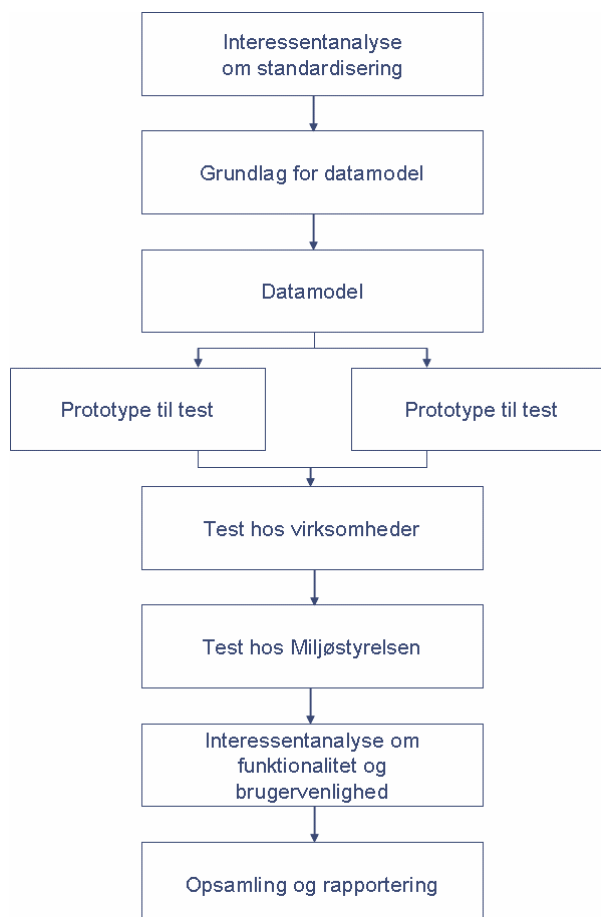 Interessentanalyse
om standardisering
Grundlag for datamodel
Datamodel
Prototype til test
Prototype til test
Test hos virksomheder
Test hos Miljøstyrelsen
Interessentanalyse om
funktionalitet og
brugervenlighed
Opsamling og rapportering